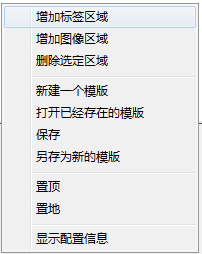 增加标签区域
增加图像区域
删除选定区域
新建一个模版
打开已经存在的模版
保存
另存为新的模版
置顶
置地
显示配置信息